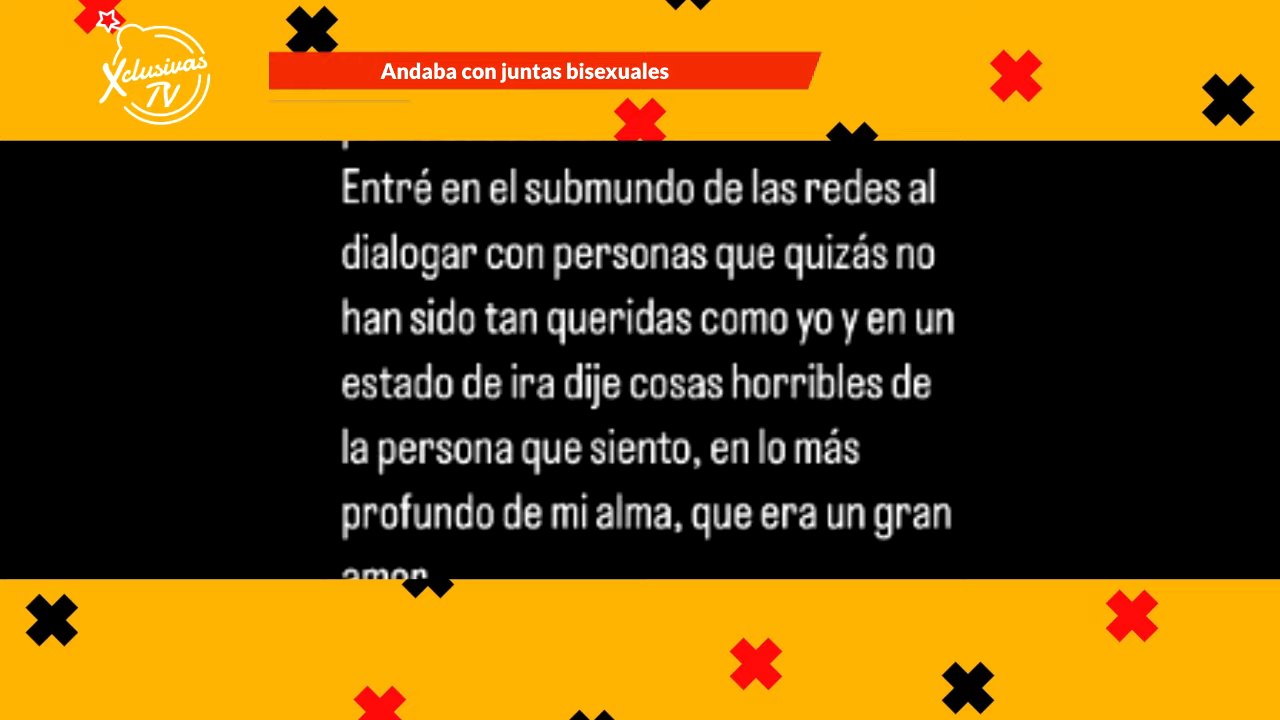 Xclusivas
TV
Andaba con juntas bisexuales
Entré en el submundo de las redes al
dialogar con personas que quizás no
han sido tan queridas como yo y en un
estado de ira dije cosas horribles de
la persona que siento, en lo más
profundo de mi alma, que era un gran
amor